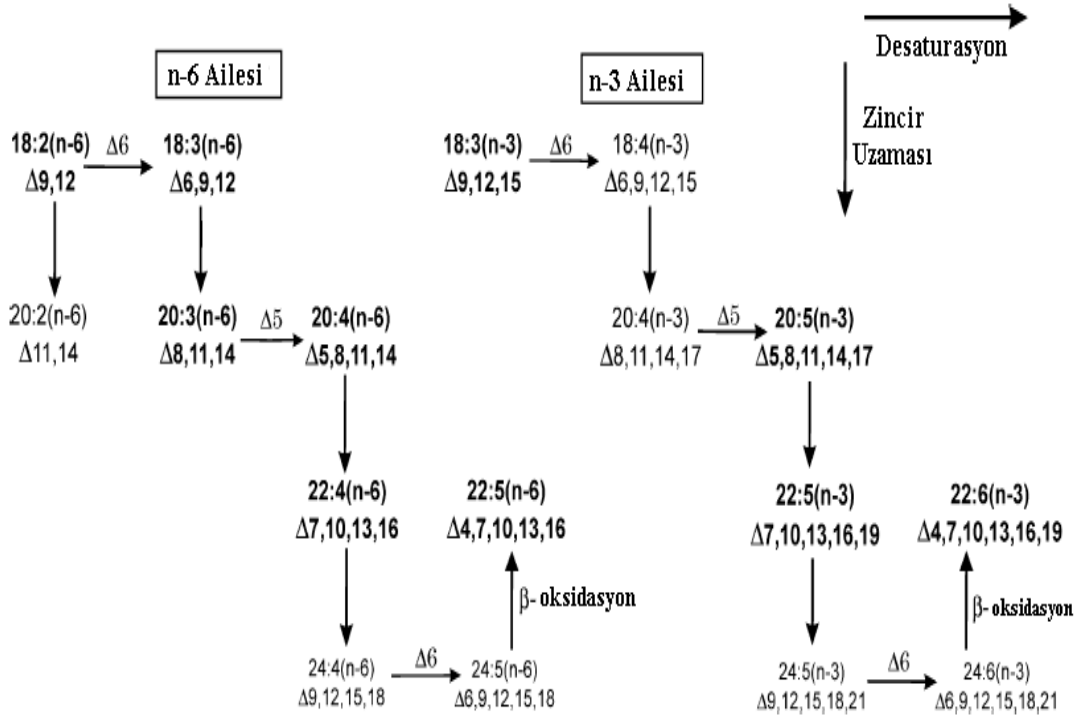 Desaturasyon
Zincir
Uzaması
n-6 Ailesi
n-3 Ailesi
18:2(n-6)
Δ9,12
Δ6
18:3(n-6)
Δ6,9,12
18:3(n-3)
Δ9,12,15
Δ6
18:4(n-3)
Δ6,9,12,15
20:2(n-6)
Δ11,14
20:3(n-6)
Δ8,11,14
Δ5
20:4(n-6)
Δ5,8,11,14
20:4(n-3)
Δ8,11,14,17
Δ5
20:5(n-3)
Δ5,8,11,14,17
22:4(n-6)
Δ7,10,13,16
22:5(n-6)
Δ4,7,10,13,16
22:5(n-3)
Δ7,10,13,16,19
22:6(n-3)
Δ4,7,10,13,16,19
β- oksidasyon
β- oksidasyon
24:4(n-6)
Δ9,12,15,18
Δ6
24:5(n-6)
Δ6,9,12,15,18
24:5(n-3)
Δ9,12,15,18,21
Δ6
24:6(n-3)
Δ6,9,12,15,18,21